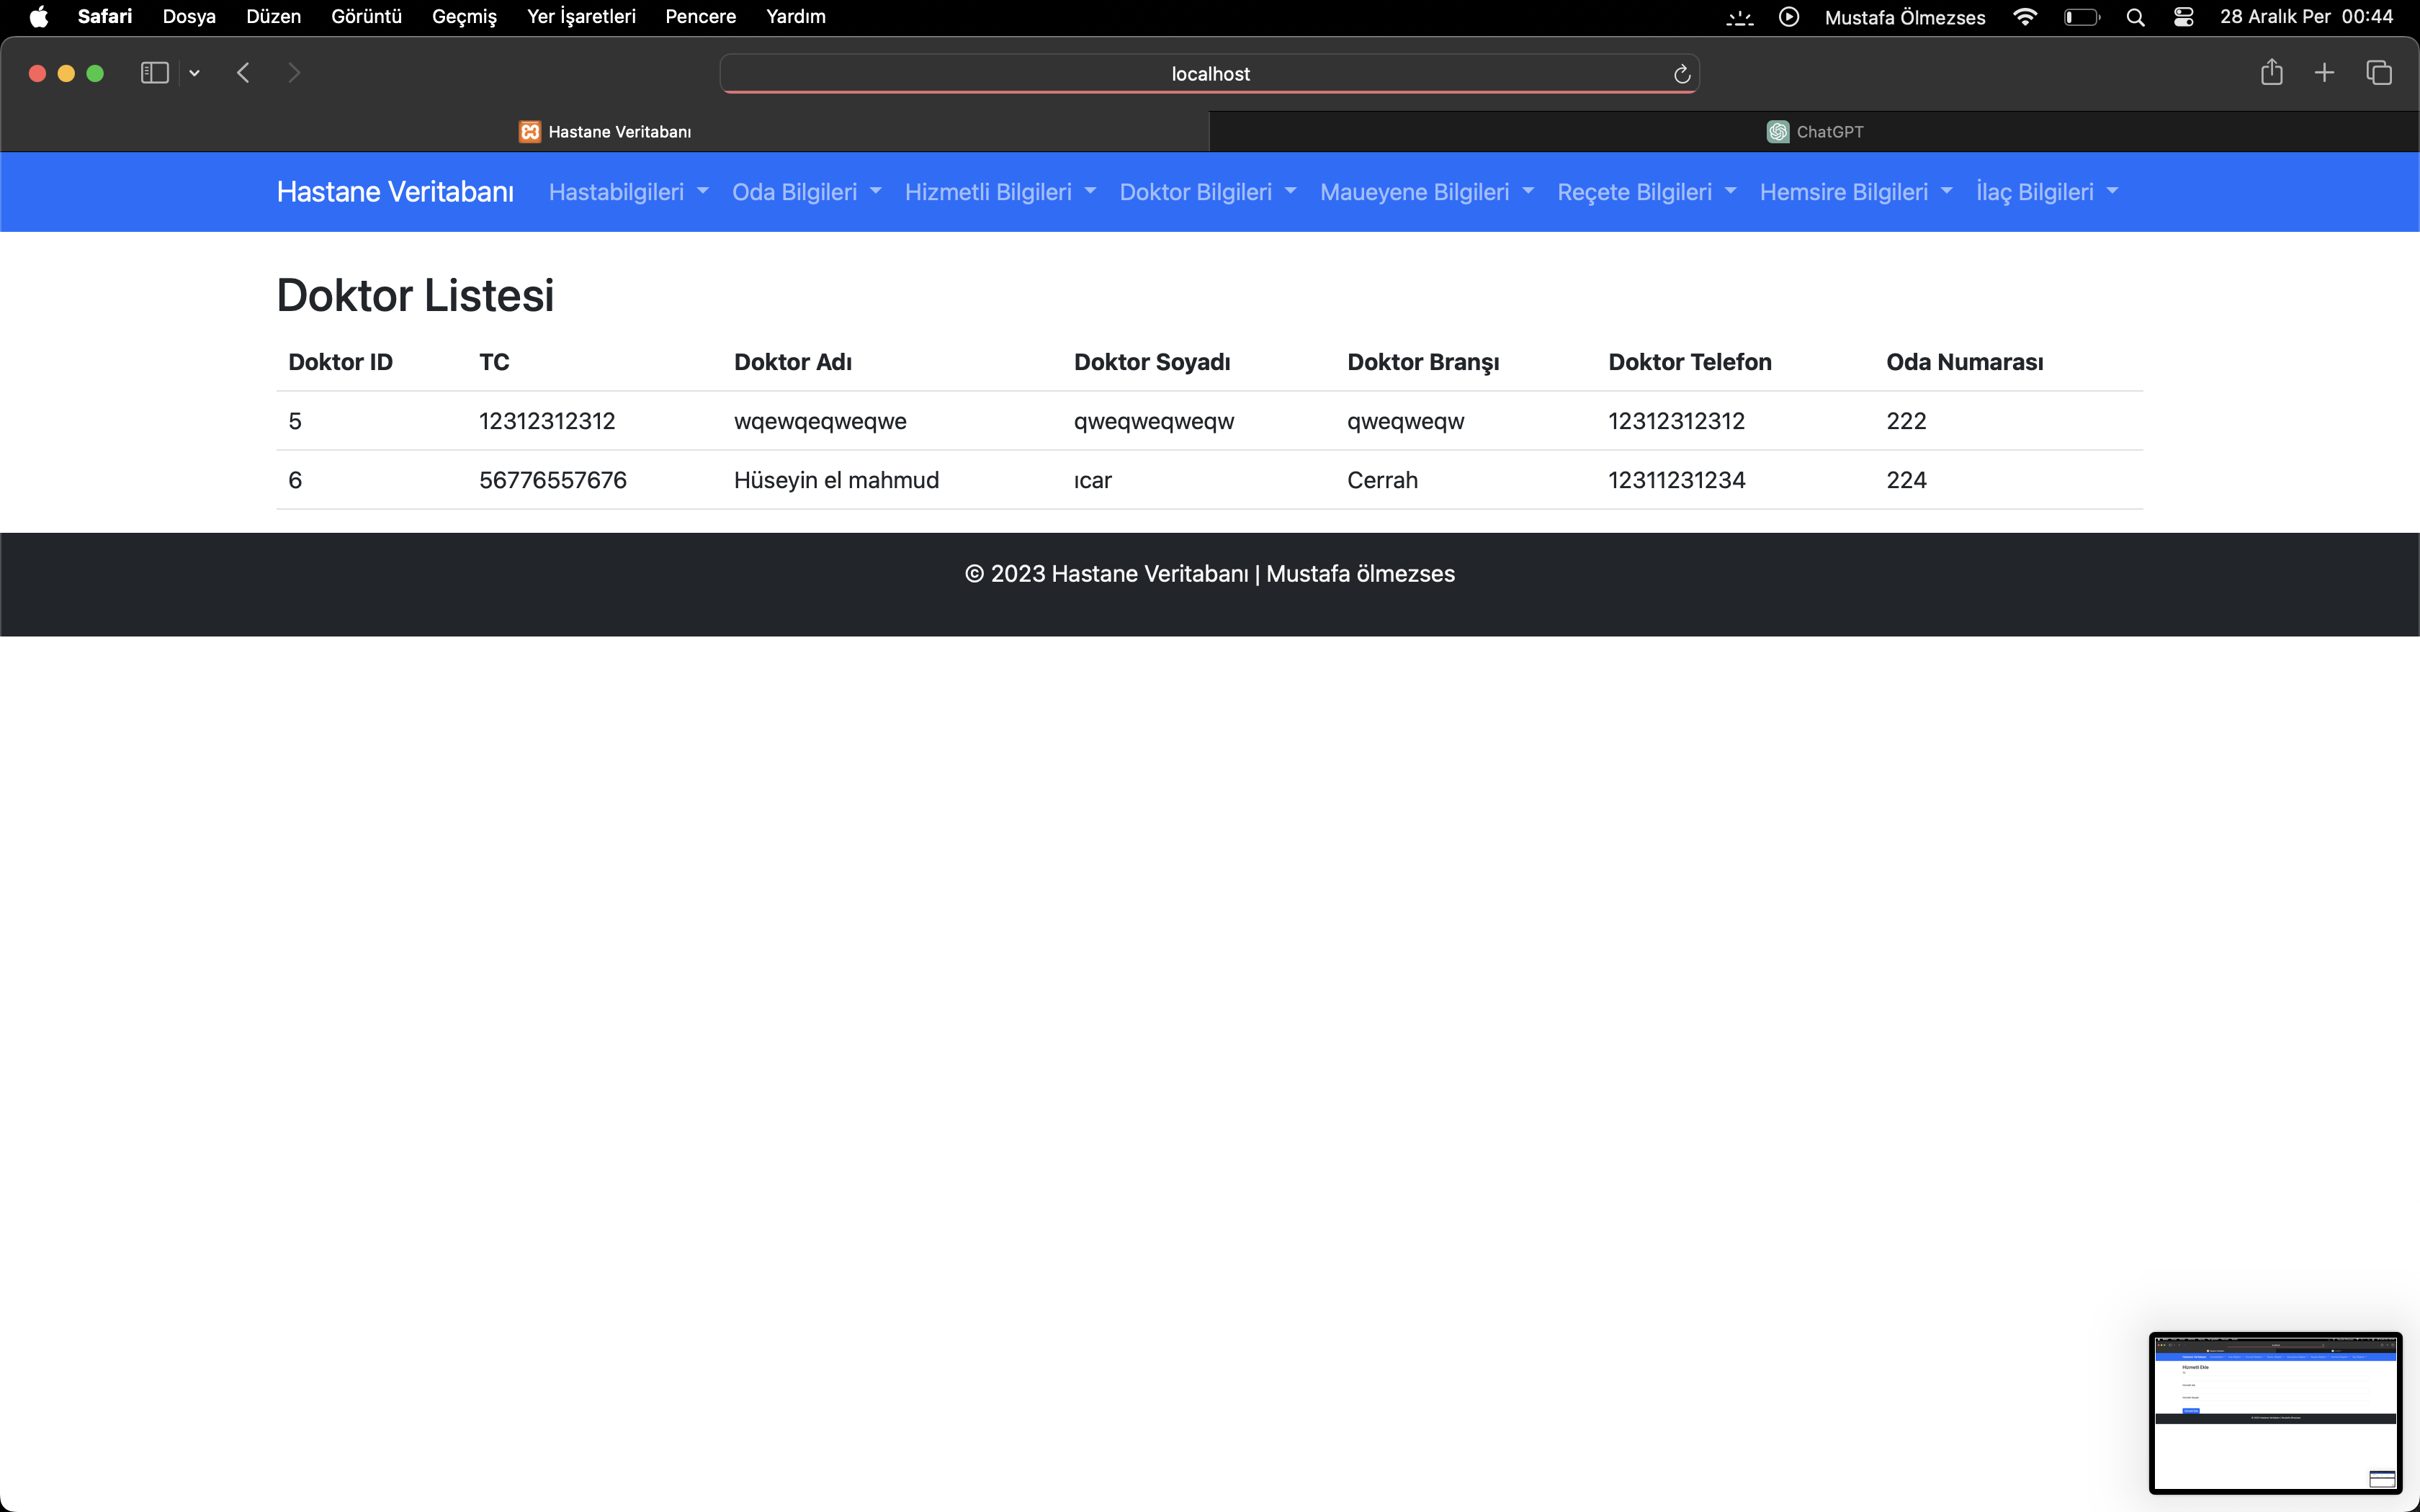 Safari Dosya Düzen Görüntü Geçmiş Yer İşaretleri Pencere Yardım Mustafa Ölmezses 28 Aralık Per 00:44
localhost
Hastane Veritabanı ChatGPT
Hastane Veritabanı Hastabilgileri Oda Bilgileri Hizmetli Bilgileri Doktor Bilgileri Maueyene Bilgileri Reçete Bilgileri Hemsire Bilgileri İlaç Bilgileri
Doktor Listesi
Doktor ID TC Doktor Adı Doktor Soyadı Doktor Branşı Doktor Telefon Oda Numarası
5 12312312312 wqewqeqweqwe qweqweqweqw qweqweqw 12312312312 222
6 56776557676 Hüseyin el mahmud ıcar Cerrah 12311231234 224
© 2023 Hastane Veritabanı | Mustafa ölmezses
Hizmetli Ekle